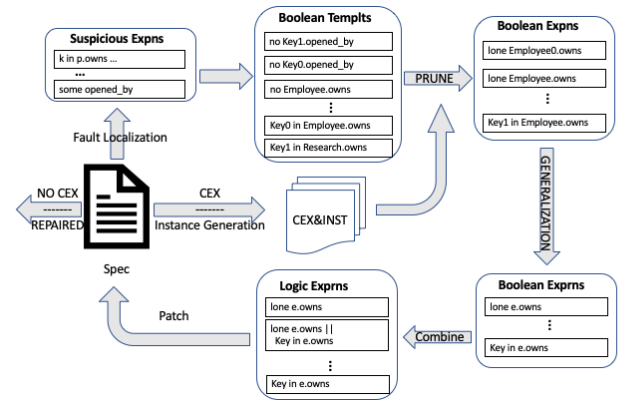 Suspicious Expns
k in p.owns ...
...
some opened_by
Boolean Templts
no Key1.opened_by
no Key0.opened_by
no Employee.owns
⋮
Key0 in Employee.owns
Key1 in Research.owns
PRUNE
Boolean Expns
lone Employee0.owns
lone Employee.owns
⋮
Key1 in Employee.owns
Fault Localization
NO CEX
-------
REPAIRED
CEX
-------
Instance Generation
CEX&INST
GENERALIZATION
Spec
Patch
Logic Exprns
lone e.owns
lone e.owns ||
Key in e.owns
⋮
Key in e.owns
Combine
Boolean Exprns
lone e.owns
⋮
Key in e.owns